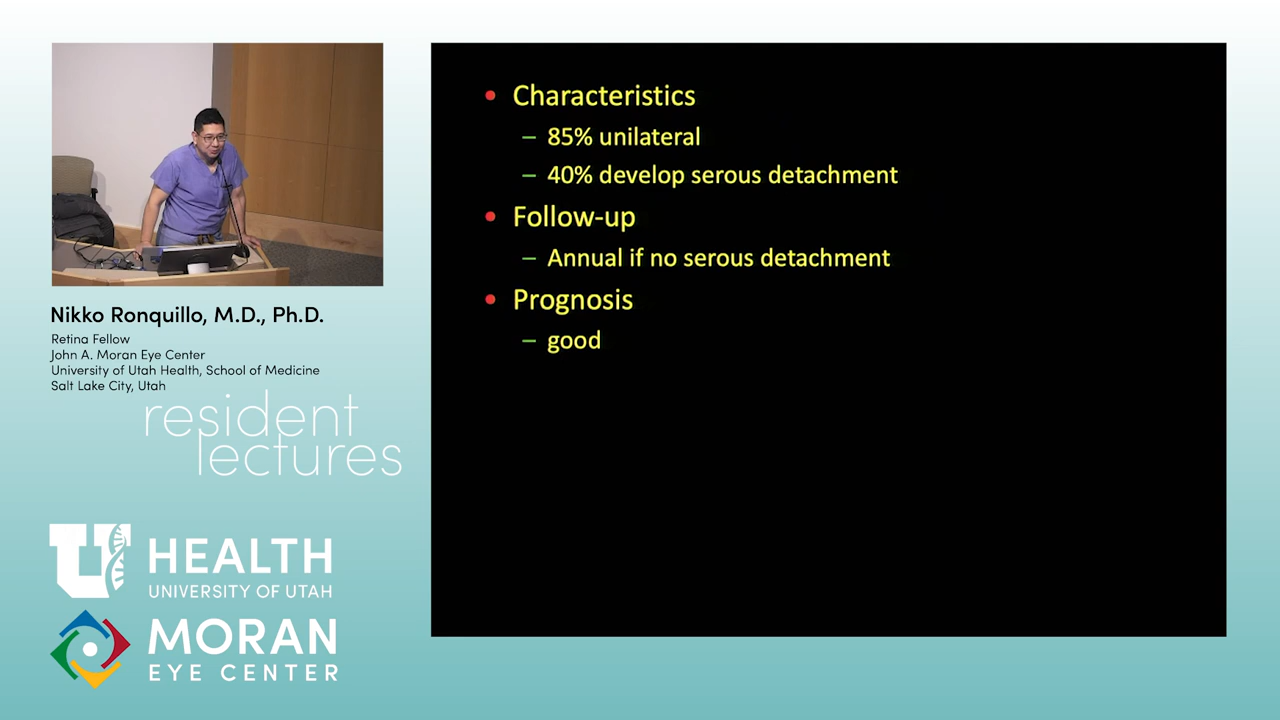 • Characteristics
– 85% unilateral
– 40% develop serous detachment
• Follow-up
– Annual if no serous detachment
• Prognosis
– good
Nikko Ronquillo, M.D., Ph.D.
Retina Fellow
John A. Moran Eye Center
University of Utah Health, School of Medicine
Salt Lake City, Utah
resident
lectures
U HEALTH
UNIVERSITY OF UTAH
MORAN
EYE CENTER